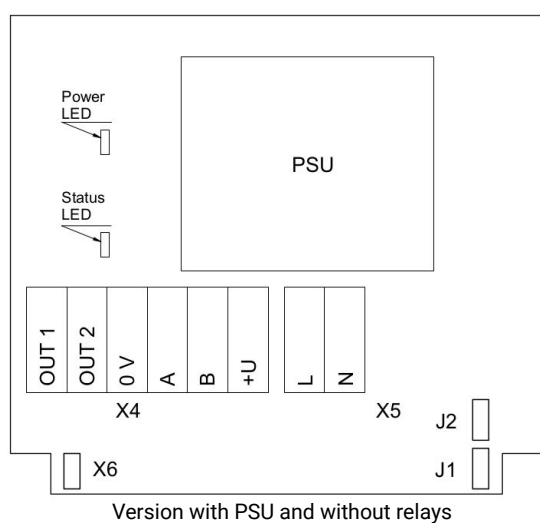 Power
LED
PSU
Status
LED
OUT 1
OUT 2
0 V
A
B
+U
L
N
X4
X5
J2
X6
J1
Version with PSU and without relays